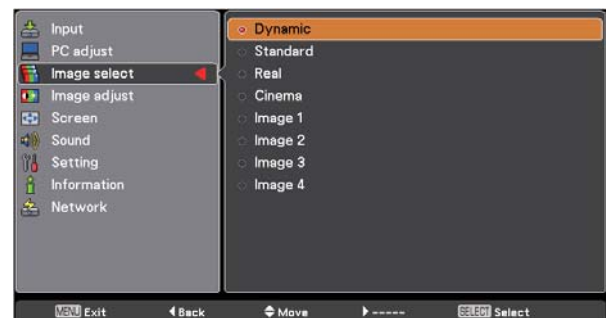 Input
PC adjust
Image select
Image adjust
Screen
Sound
Setting
Information
Network
Dynamic
Standard
Real
Cinema
Image 1
Image 2
Image 3
Image 4
MENU Exit Back Move ----- SELECT Select